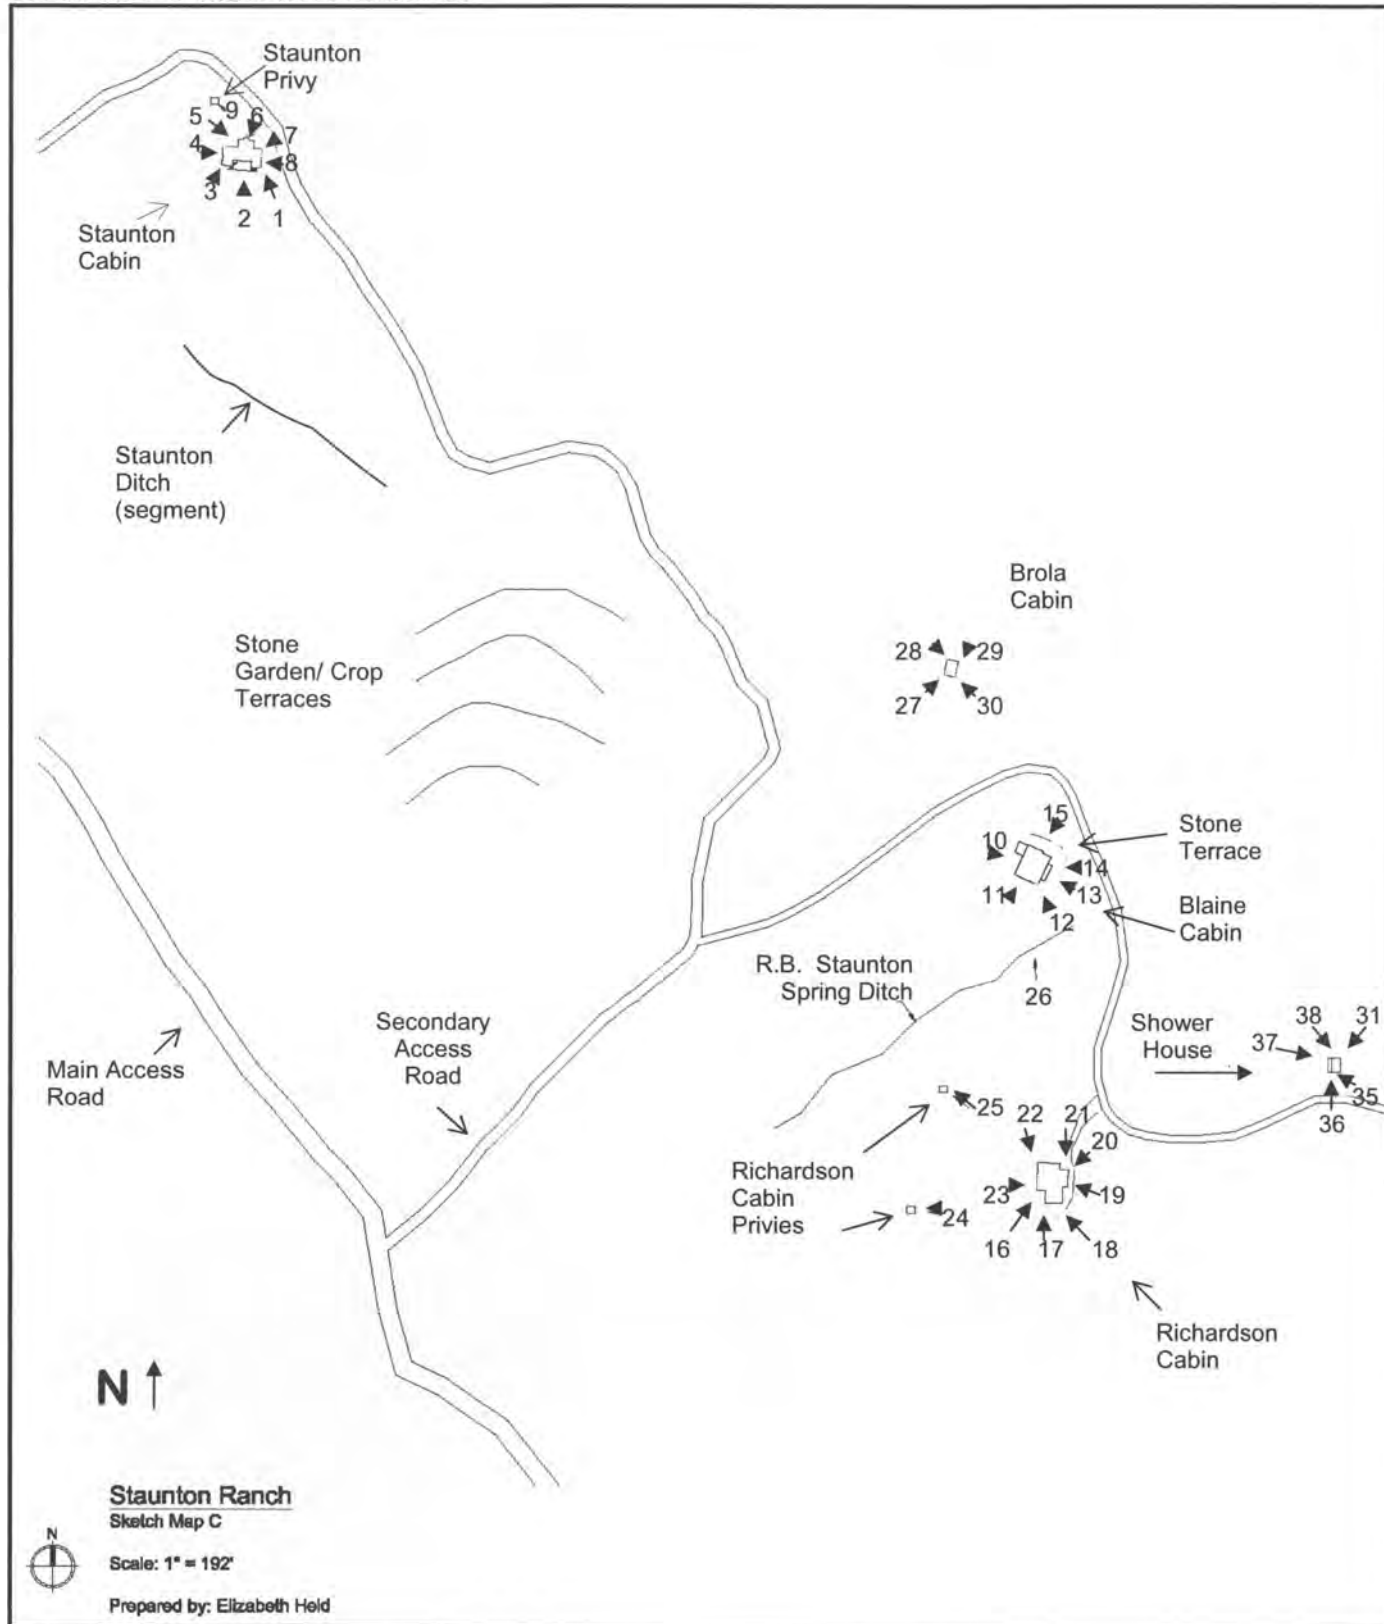 Staunton
Privy
9
6
5
7
4
8
3
2
1
Staunton
Cabin
Staunton
Ditch
(segment)
Brola
Cabin
Stone
Garden/ Crop
Terraces
28
29
27
30
15
10
Stone
Terrace
14
11
13
12
Blaine
Cabin
R.B. Staunton
Spring Ditch
26
Secondary
Access
Road
Main Access
Road
Shower
House
38
31
37
35
36
25
22
21
20
Richardson
Cabin
Privies
23
19
24
16
17
18
Richardson
Cabin
N
Staunton Ranch
Sketch Map C
N
Scale: 1" = 192'
Prepared by: Elizabeth Held